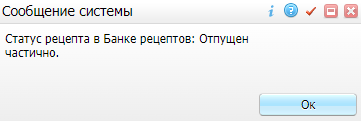 Сообщение системы
Статус рецепта в Банке рецептов: Отпущен
частично.
Ок